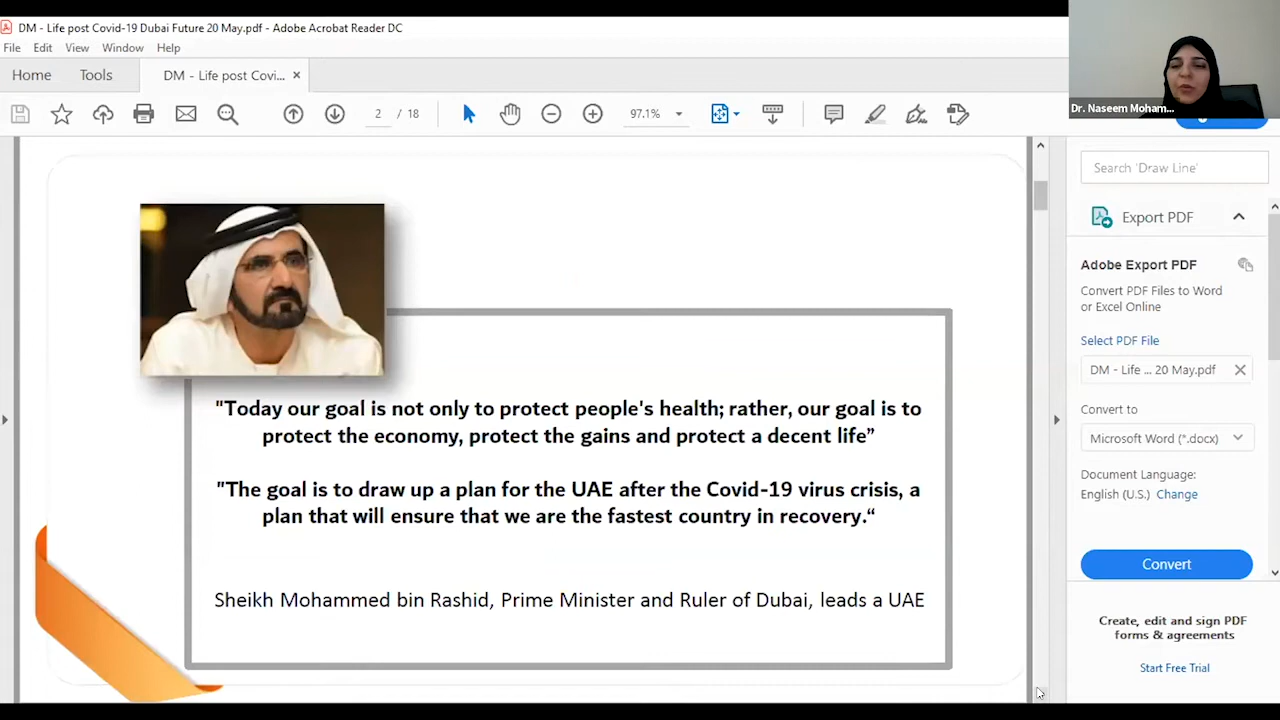 DM - Life post Covid-19 Dubai Future 20 May.pdf - Adobe Acrobat Reader DC
File Edit View Window Help
Home Tools DM - Life post Covi... ×
2 / 18 97.1%
Dr. Naseem Moham...
"Today our goal is not only to protect people's health; rather, our goal is to
protect the economy, protect the gains and protect a decent life”
"The goal is to draw up a plan for the UAE after the Covid-19 virus crisis, a
plan that will ensure that we are the fastest country in recovery.“
Sheikh Mohammed bin Rashid, Prime Minister and Ruler of Dubai, leads a UAE
Search 'Draw Line'
Export PDF
Adobe Export PDF
Convert PDF Files to Word
or Excel Online
Select PDF File
DM - Life ... 20 May.pdf
Convert to
Microsoft Word (*.docx)
Document Language:
English (U.S.) Change
Convert
Create, edit and sign PDF
forms & agreements
Start Free Trial